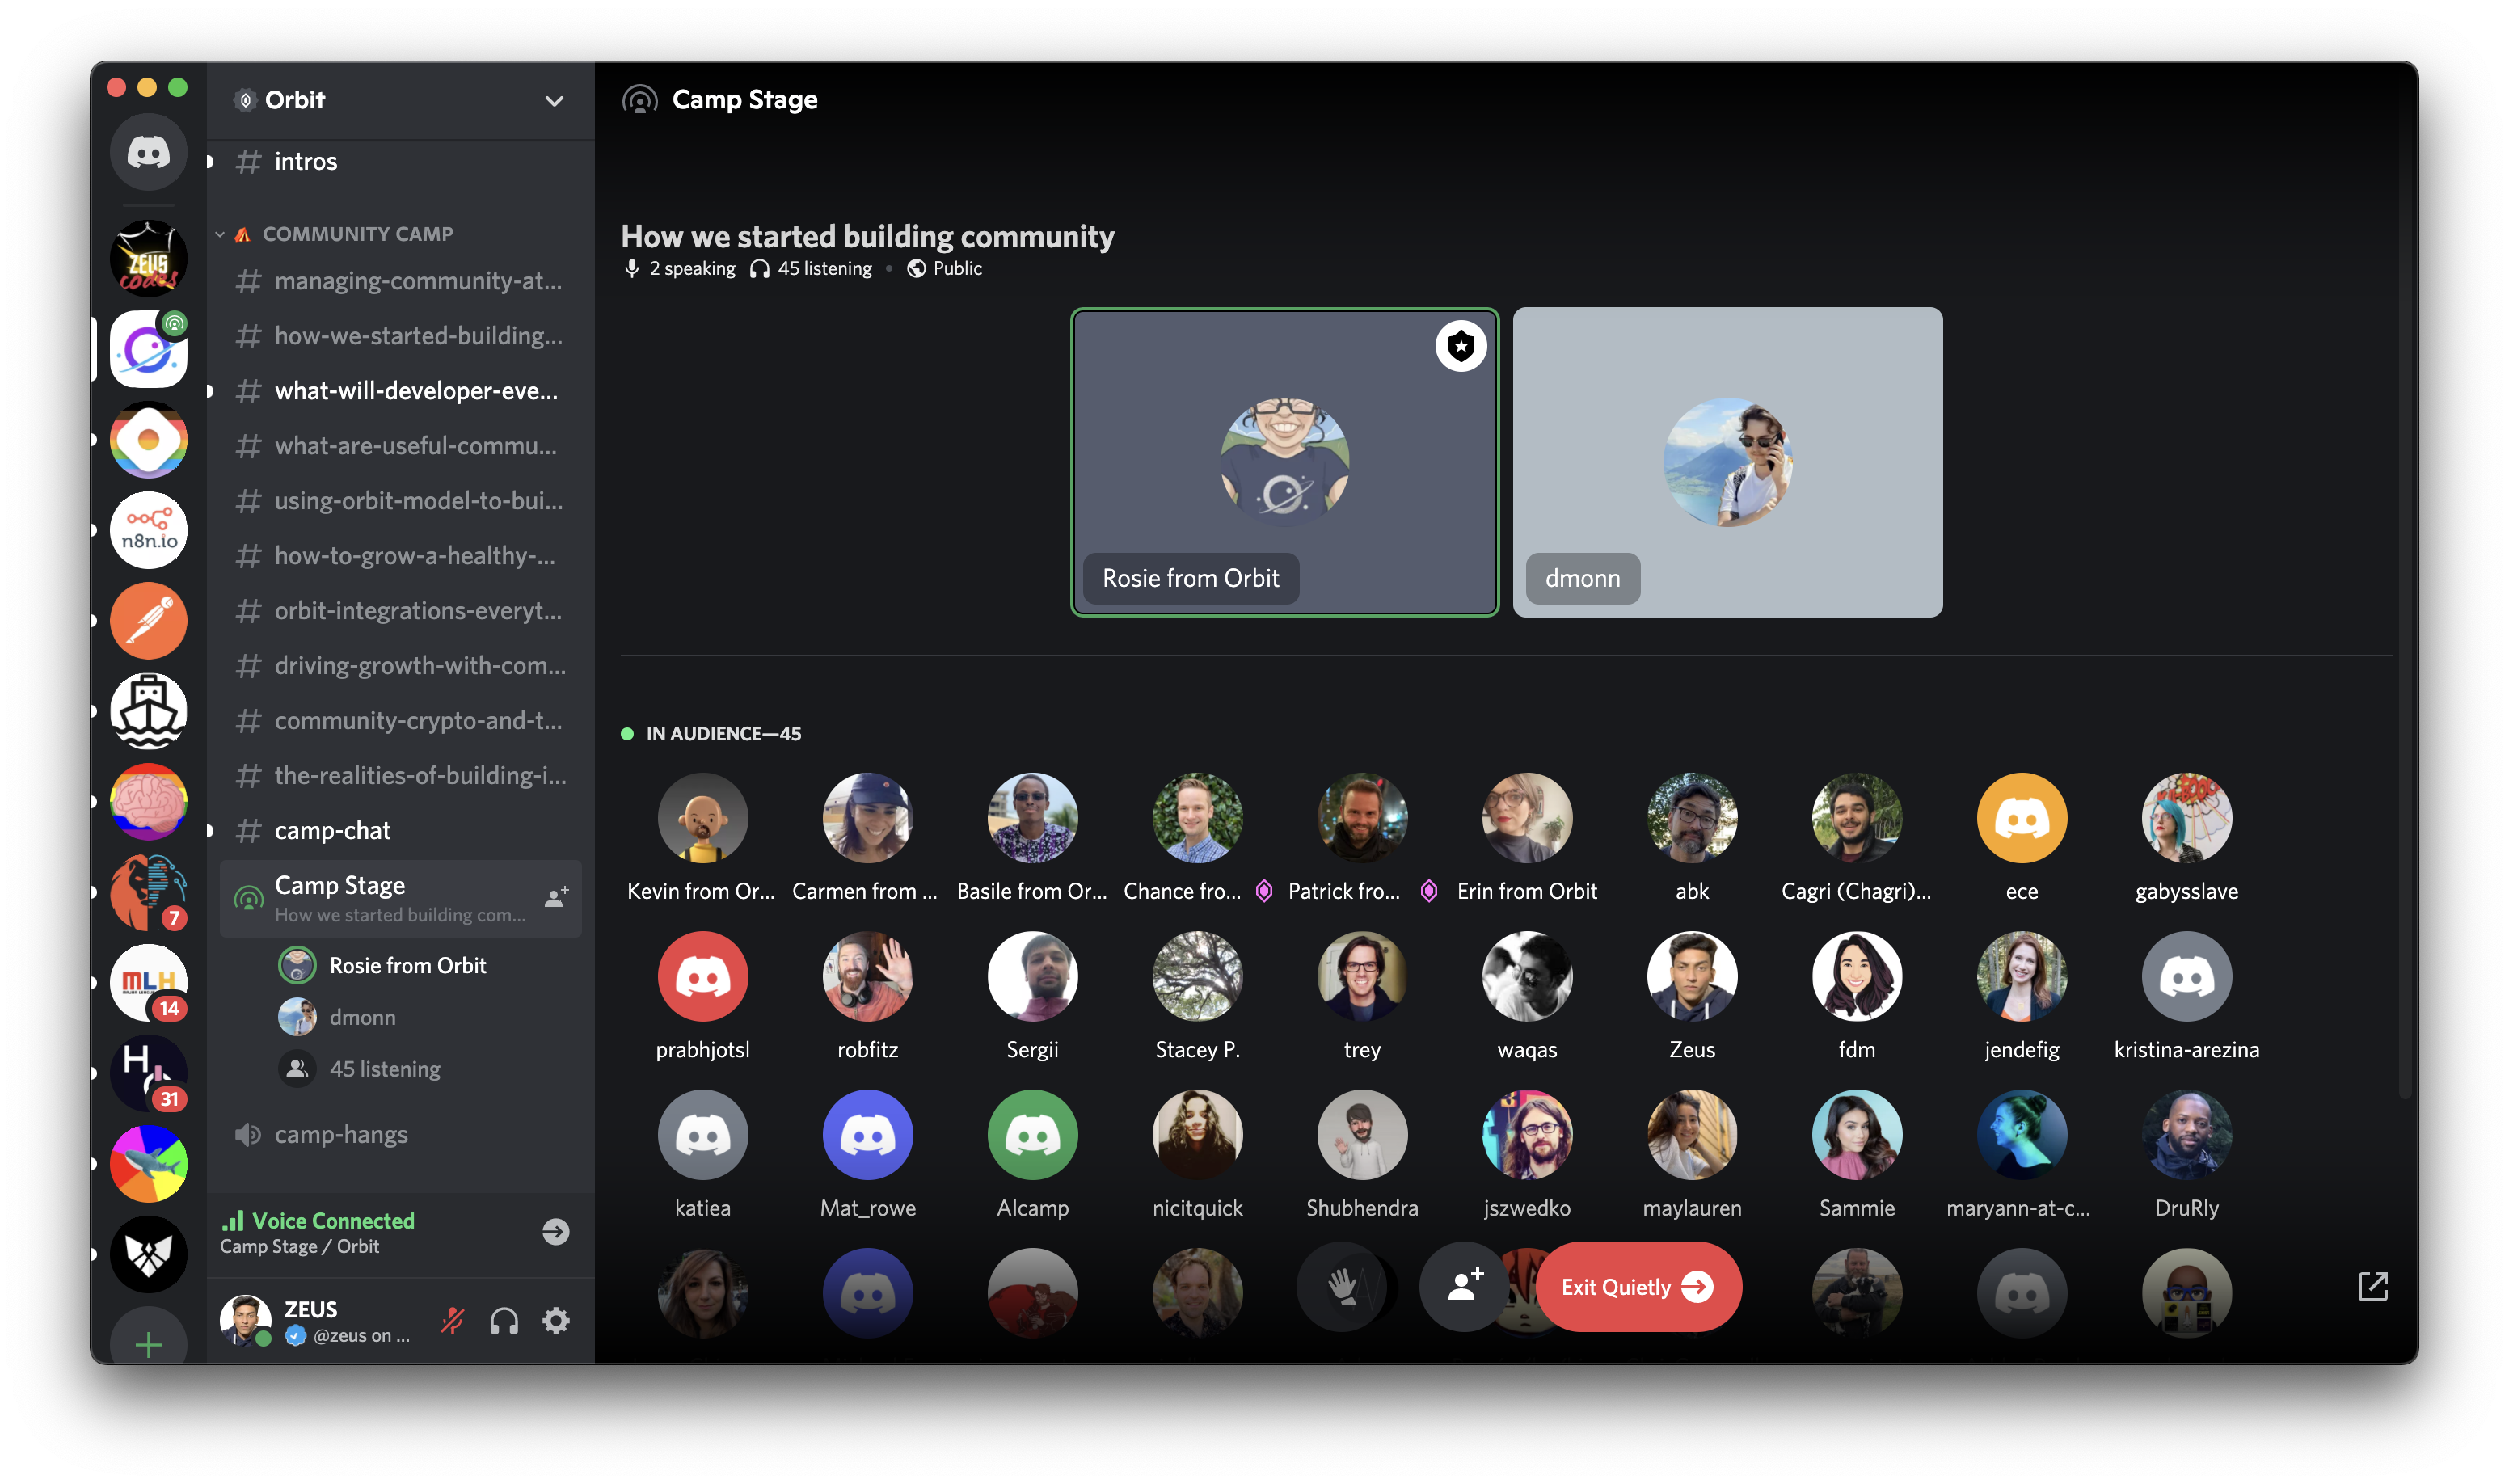 Orbit
intros
COMMUNITY CAMP
managing-community-at...
how-we-started-building...
what-will-developer-eve...
what-are-useful-commu...
using-orbit-model-to-bui...
how-to-grow-a-healthy-...
orbit-integrations-everyt...
driving-growth-with-com...
community-crypto-and-t...
the-realities-of-building-i...
camp-chat
Camp Stage
How we started building com...
Rosie from Orbit
dmonn
45 listening
camp-hangs
Voice Connected
Camp Stage / Orbit
ZEUS
@zeus on ...
ZEUS
codes
n8n.io
7
MLH
14
H
31
Camp Stage
How we started building community
2 speaking 45 listening • Public
Rosie from Orbit
dmonn
IN AUDIENCE—45
Kevin from Or... Carmen from ... Basile from Or... Chance fro... Patrick fro... Erin from Orbit abk Cagri (Chagri)... ece gabysslave
prabhjotsl robfitz Sergii Stacey P. trey waqas Zeus fdm jendefig kristina-arezina
katiea Mat_rowe Alcamp nicitquick Shubhendra jszwedko maylauren Sammie maryann-at-c... DruRly
Exit Quietly